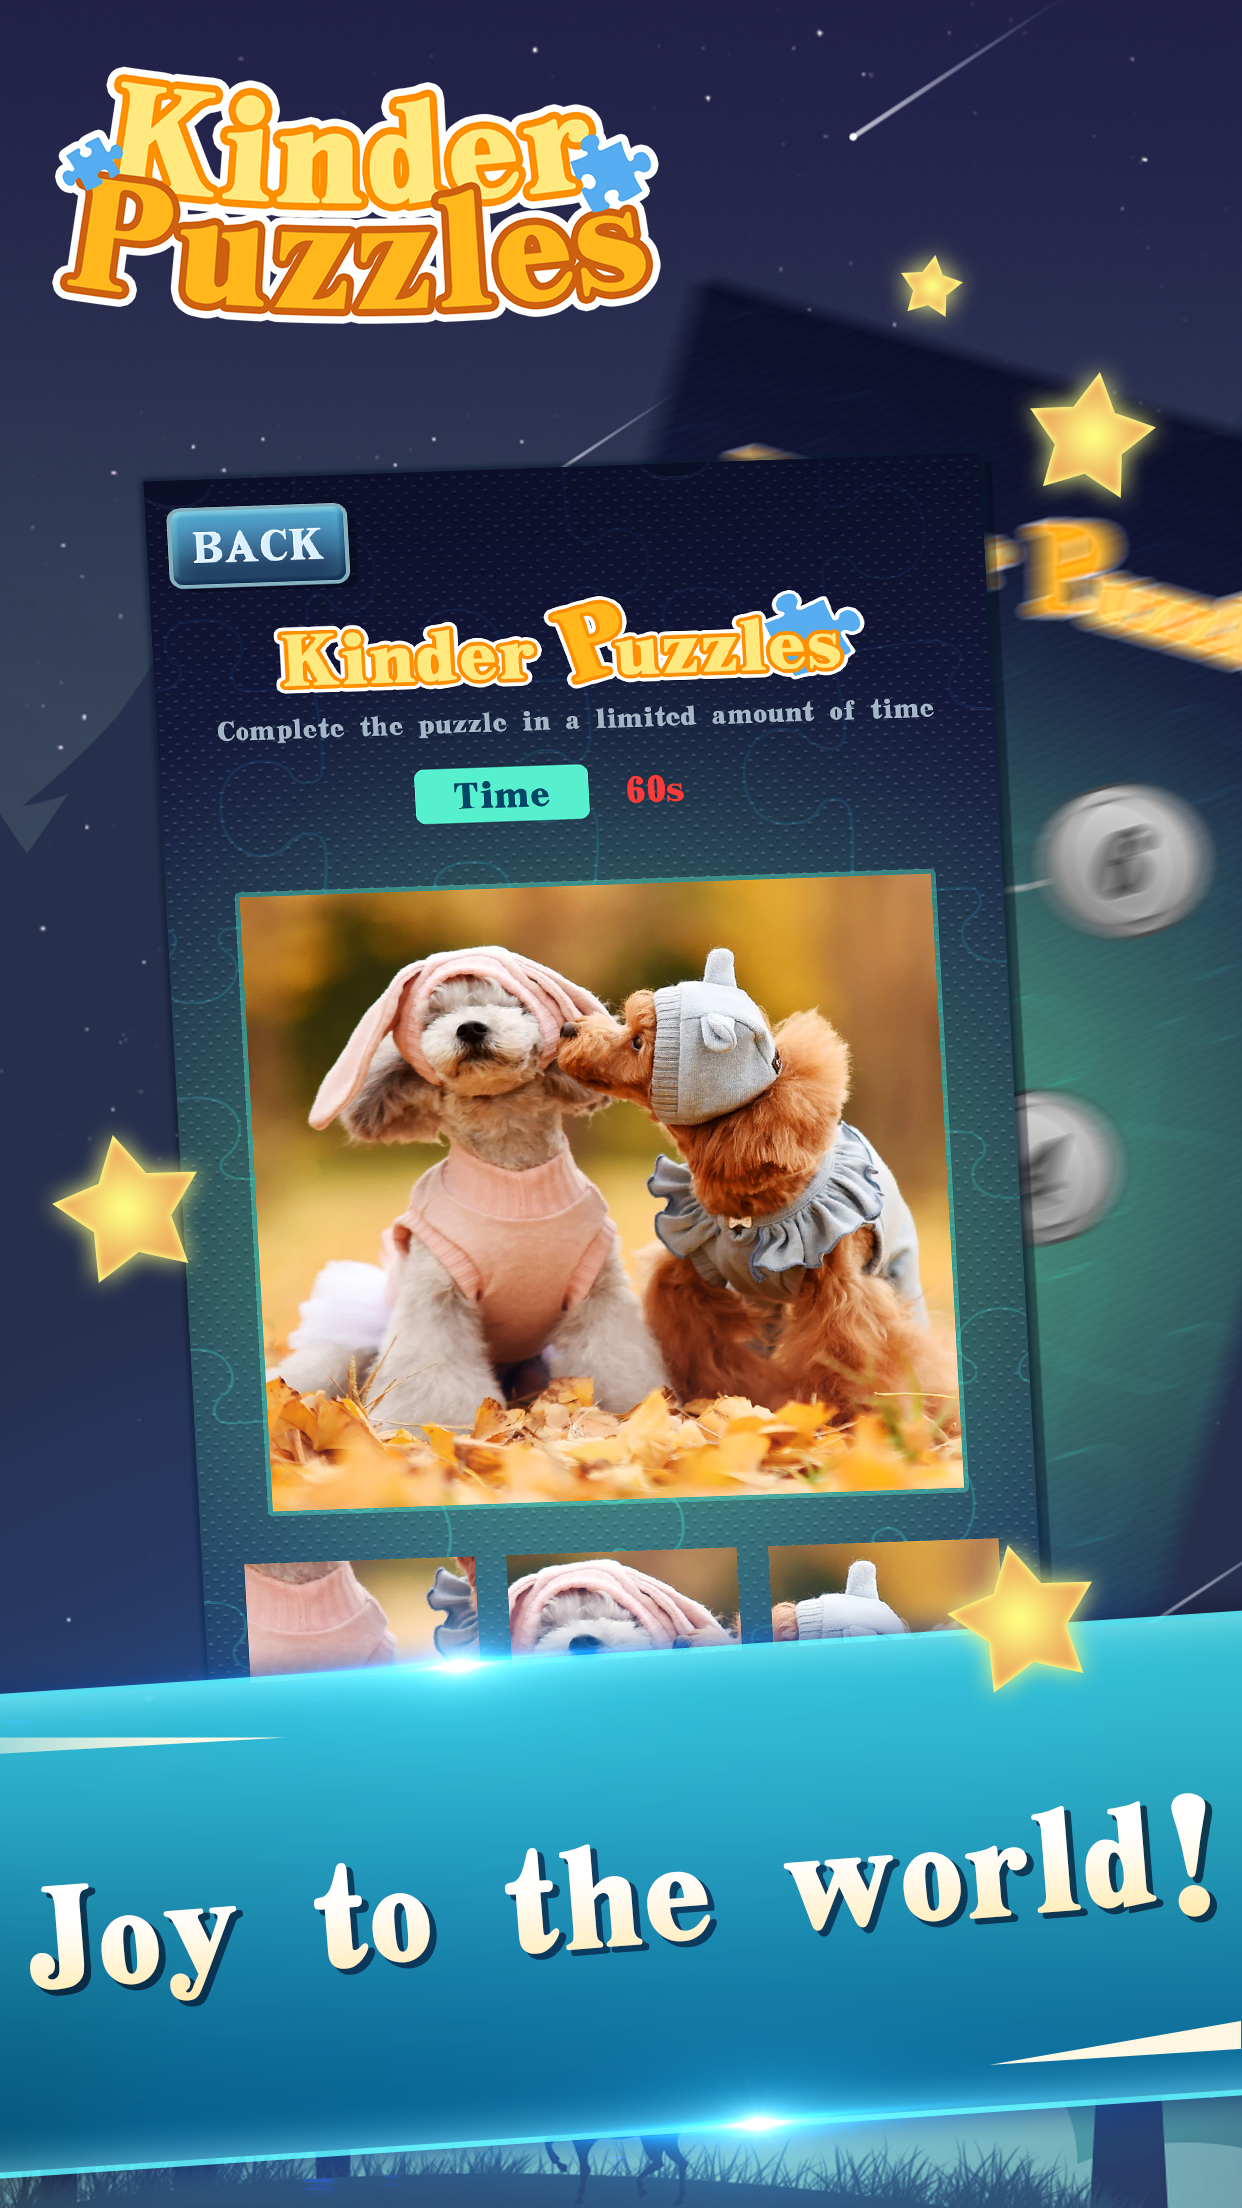 Kinder
Puzzles
BACK
Kinder Puzzles
Complete the puzzle in a limited amount of time
Time 60s
Joy to the world!